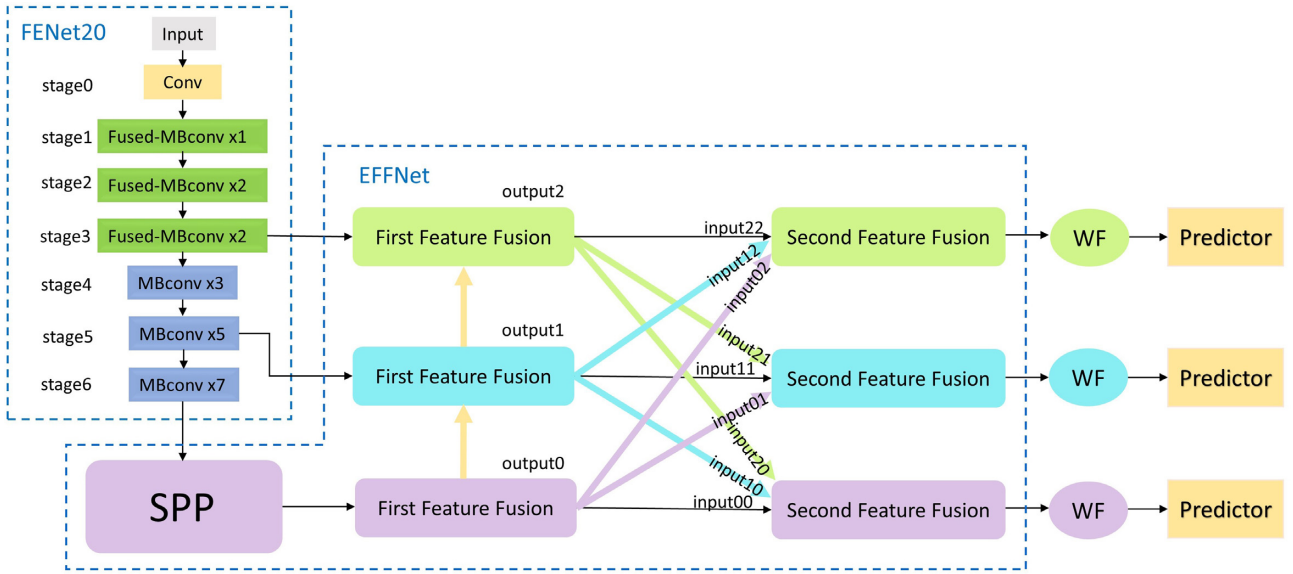 FENet20
Input
stage0
Conv
stage1
Fused-MBconv x1
stage2
Fused-MBconv x2
stage3
Fused-MBconv x2
stage4
MBconv x3
stage5
MBconv x5
stage6
MBconv x7
SPP
EFFNet
output2
First Feature Fusion
input22
input12
input02
Second Feature Fusion
WF
Predictor
output1
First Feature Fusion
input21
input11
input01
Second Feature Fusion
WF
Predictor
output0
First Feature Fusion
input20
input10
input00
Second Feature Fusion
WF
Predictor